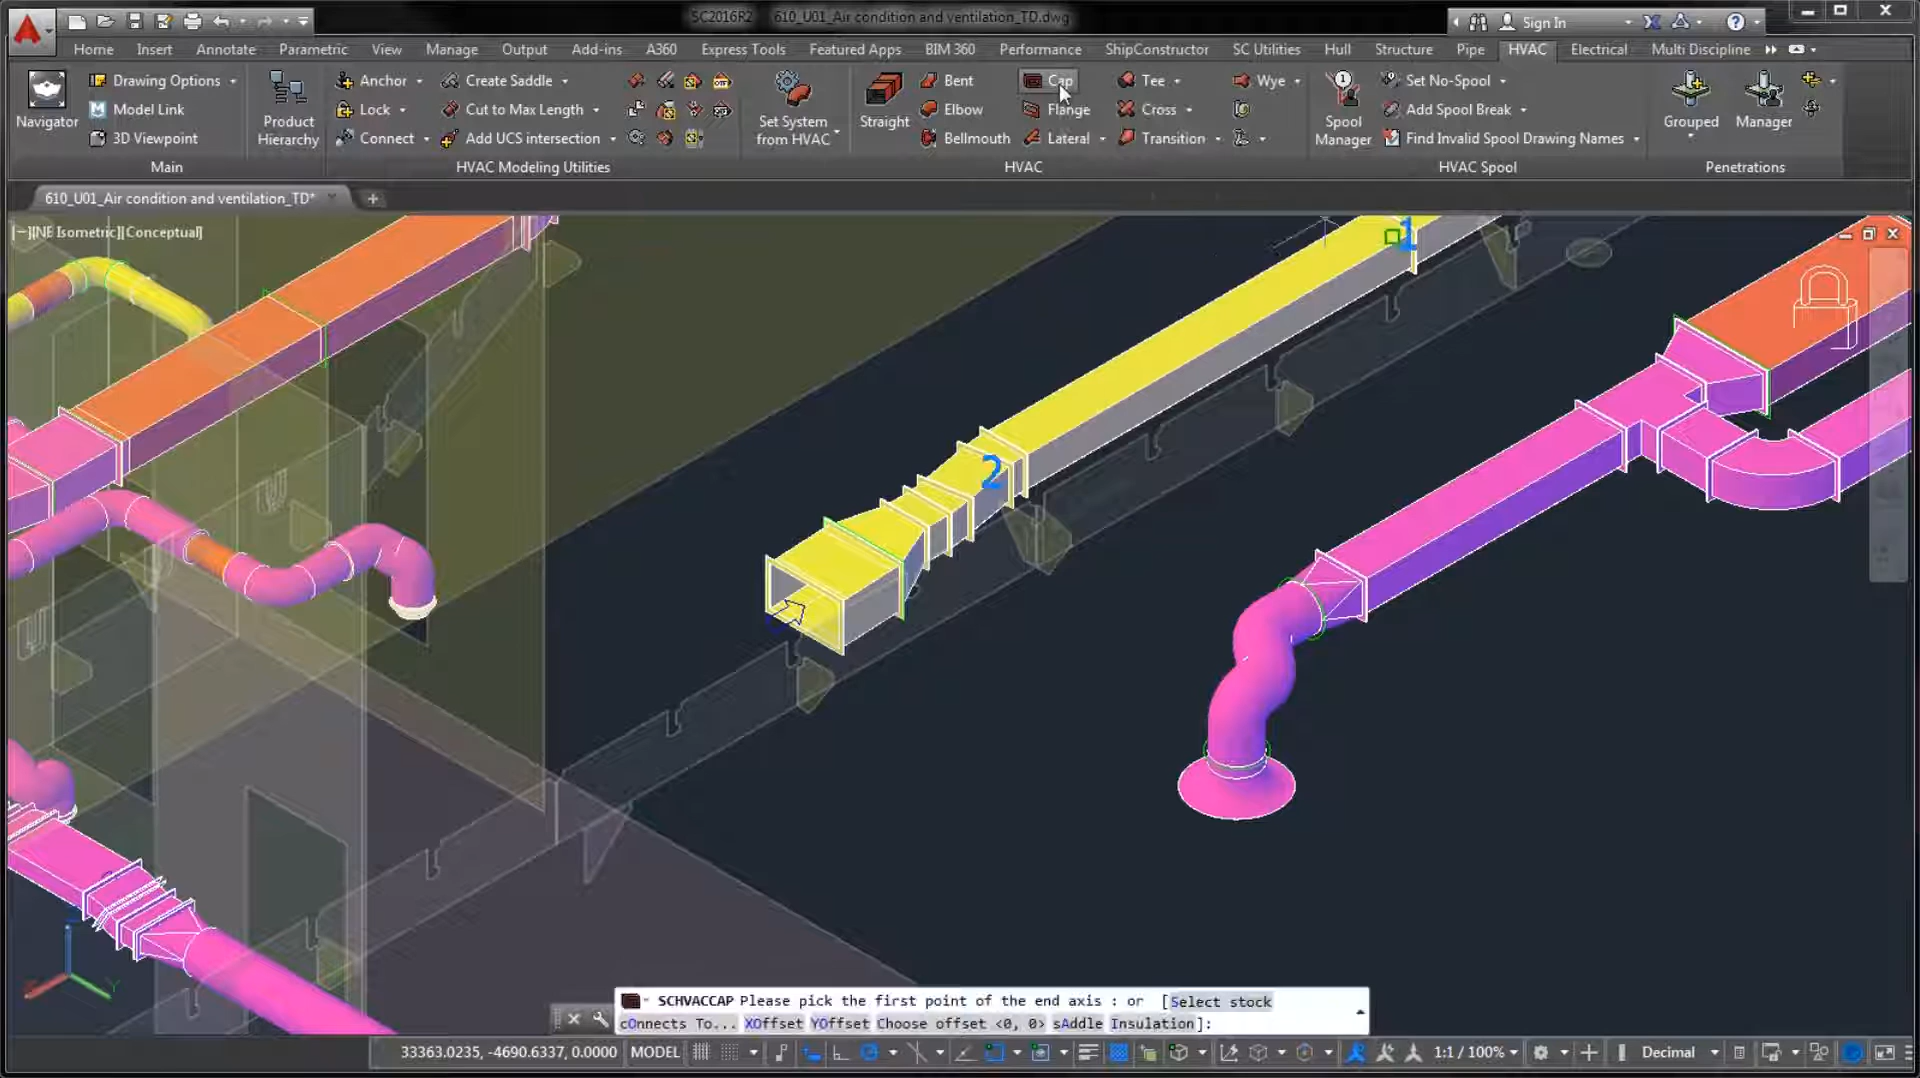 SC2016R2 610_U01_Air condition and ventilation_TD.dwg
Sign In
Home Insert Annotate Parametric View Manage Output Add-ins A360 Express Tools Featured Apps BIM 360 Performance ShipConstructor SC Utilities Hull Structure Pipe HVAC Electrical Multi Discipline
Navigator
Drawing Options
Model Link
3D Viewpoint
Main
Product Hierarchy
Anchor
Lock
Connect
Create Saddle
Cut to Max Length
Add UCS intersection
HVAC Modeling Utilities
Set System from HVAC
Straight
Bent
Elbow
Bellmouth
Cap
Flange
Lateral
Tee
Cross
Transition
Wye
HVAC
Spool Manager
Set No-Spool
Add Spool Break
Find Invalid Spool Drawing Names
HVAC Spool
Grouped
Manager
Penetrations
610_U01_Air condition and ventilation_TD*
[−][NE Isometric][Conceptual]
1
2
Y
SCHVACCAP Please pick the first point of the end axis : or [Select stock
cOnnects To... XOffset YOffset Choose offset <0, 0> sAddle Insulation]:
33363.0235, -4690.6337, 0.0000 MODEL 1:1 / 100% Decimal